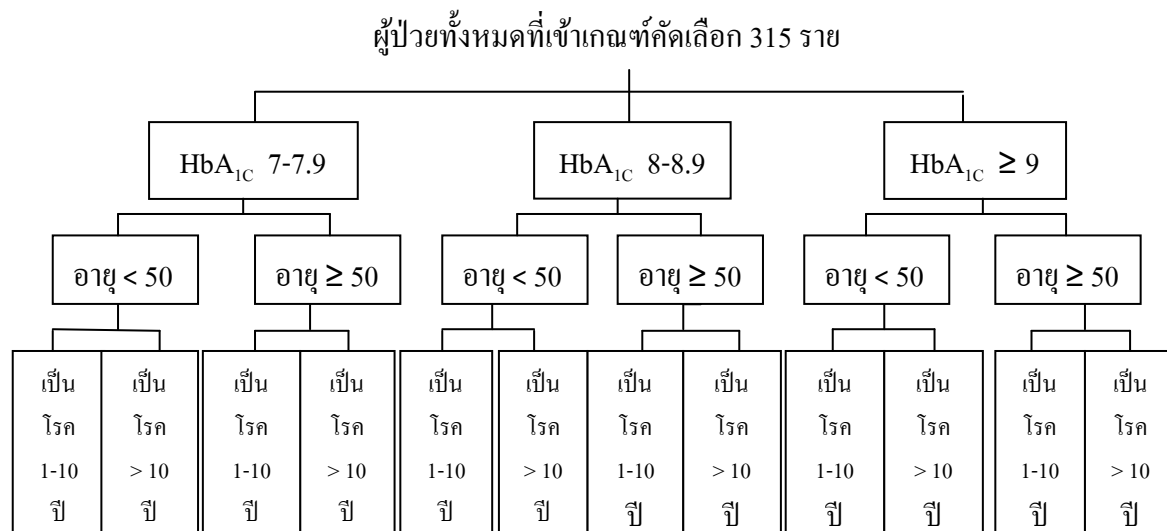 ผู้ป่วยทั้งหมดที่เข้าเกณฑ์คัดเลือก 315 ราย
HbA1C 7-7.9
HbA1C 8-8.9
HbA1C ≥ 9
อายุ < 50
อายุ ≥ 50
อายุ < 50
อายุ ≥ 50
อายุ < 50
อายุ ≥ 50
เป็น
โรค
1-10
ปี
เป็น
โรค
> 10
ปี
เป็น
โรค
1-10
ปี
เป็น
โรค
> 10
ปี
เป็น
โรค
1-10
ปี
เป็น
โรค
> 10
ปี
เป็น
โรค
1-10
ปี
เป็น
โรค
> 10
ปี
เป็น
โรค
1-10
ปี
เป็น
โรค
> 10
ปี
เป็น
โรค
1-10
ปี
เป็น
โรค
> 10
ปี